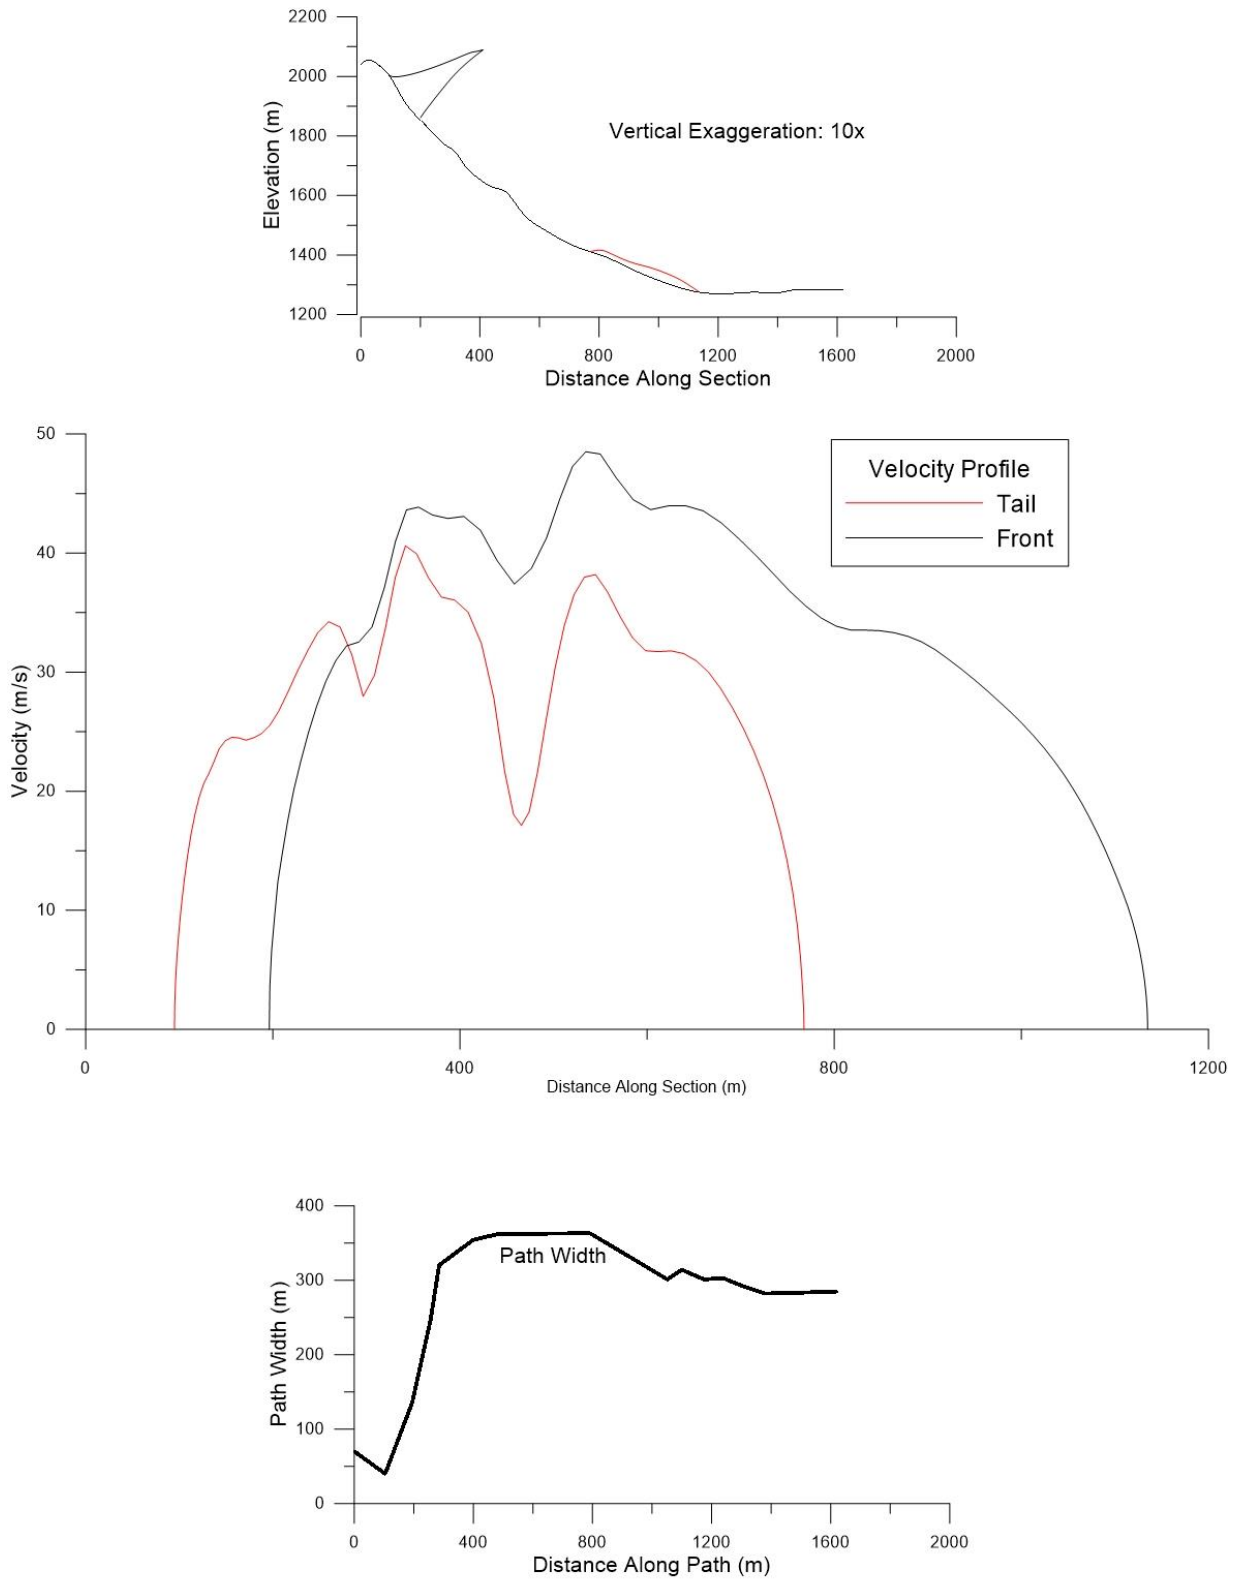 2200
2000
1800
1600
1400
1200
Elevation (m)
Vertical Exaggeration: 10x
0 400 800 1200 1600 2000
Distance Along Section
50
40
30
20
10
0
Velocity (m/s)
Velocity Profile
Tail
Front
0 400 800 1200
Distance Along Section (m)
400
300
200
100
0
Path Width (m)
Path Width
0 400 800 1200 1600 2000
Distance Along Path (m)